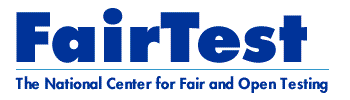 FairTest
The National Center for Fair and Open Testing